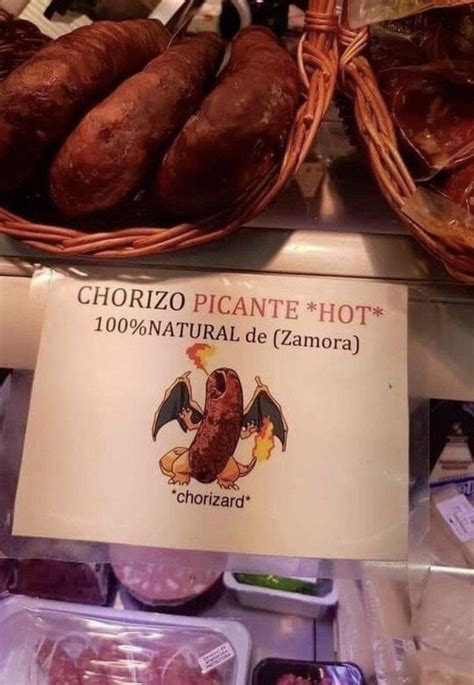 CHORIZO PICANTE *HOT*
100%NATURAL de (Zamora)
*chorizard*